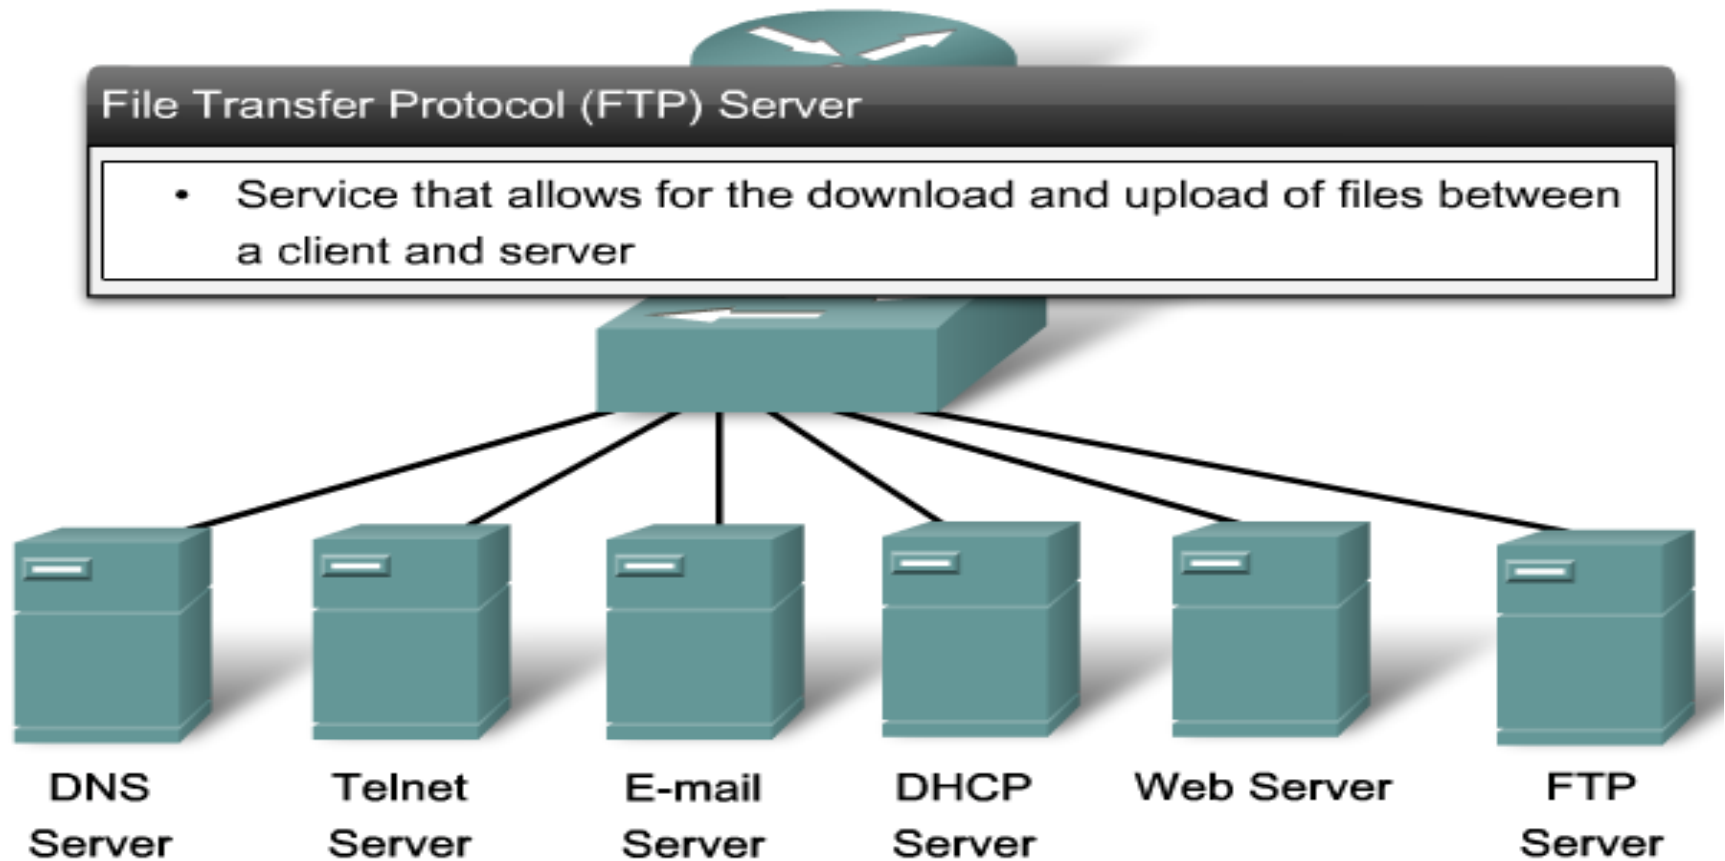 File Transfer Protocol (FTP) Server
• Service that allows for the download and upload of files between
a client and server
DNS
Server
Telnet
Server
E-mail
Server
DHCP
Server
Web Server
FTP
Server